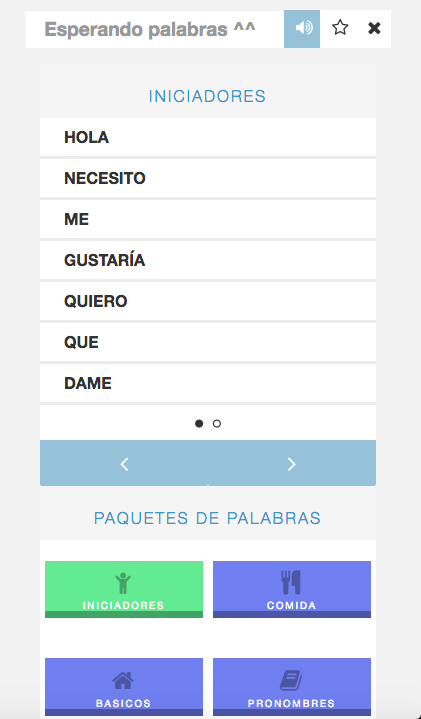 Esperando palabras ^^
INICIADORES
HOLA
NECESITO
ME
GUSTARÍA
QUIERO
QUE
DAME
PAQUETES DE PALABRAS
INICIADORES
COMIDA
BASICOS
PRONOMBRES